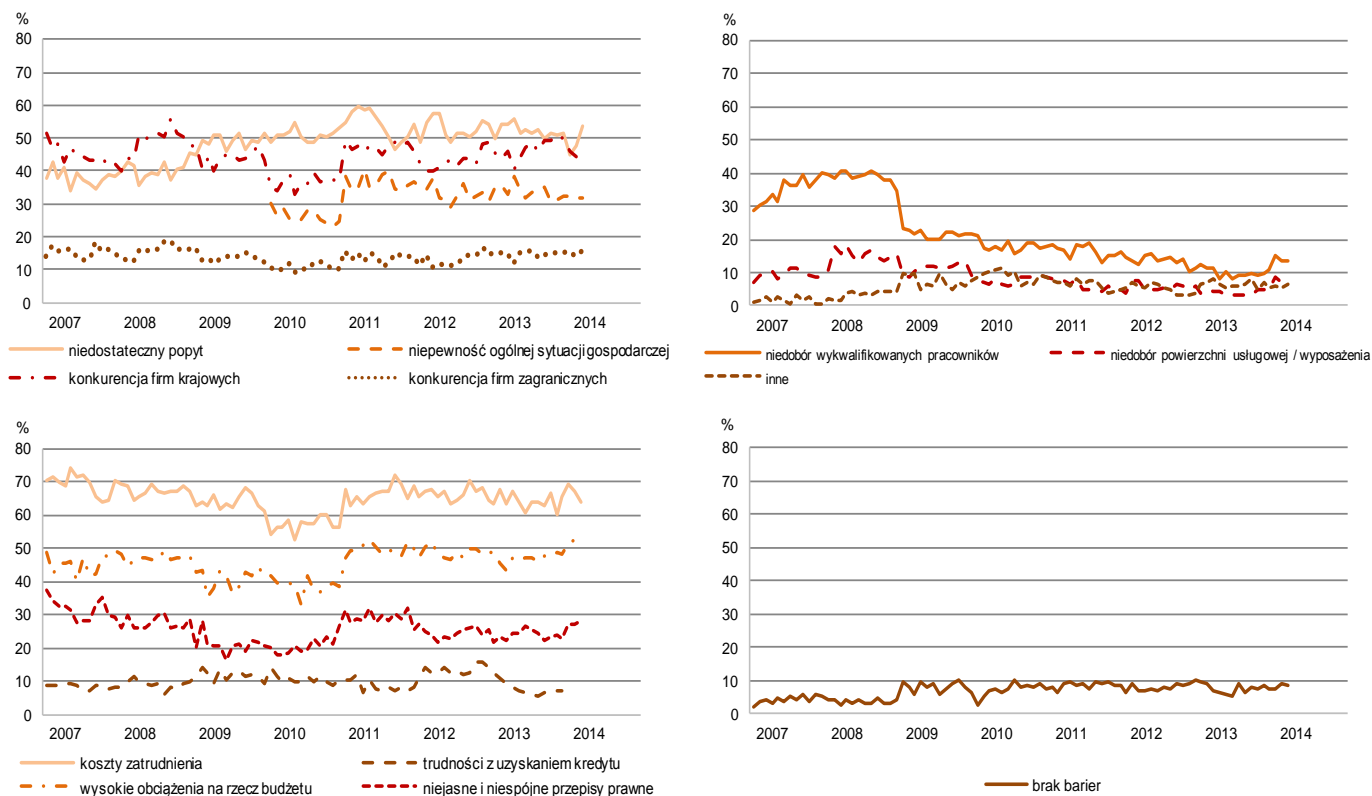 %
80
70
60
50
40
30
20
10
0
2007 2008 2009 2010 2011 2012 2013 2014
niedostateczny popyt
niepewność ogólnej sytuacji gospodarczej
konkurencja firm krajowych
konkurencja firm zagranicznych
%
80
70
60
50
40
30
20
10
0
2007 2008 2009 2010 2011 2012 2013 2014
niedobór wykwalifikowanych pracowników
niedobór powierzchni usługowej / wyposażenia
inne
%
80
70
60
50
40
30
20
10
0
2007 2008 2009 2010 2011 2012 2013 2014
koszty zatrudnienia
trudności z uzyskaniem kredytu
wysokie obciążenia na rzecz budżetu
niejasne i niespójne przepisy prawne
%
80
70
60
50
40
30
20
10
0
2007 2008 2009 2010 2011 2012 2013 2014
brak barier